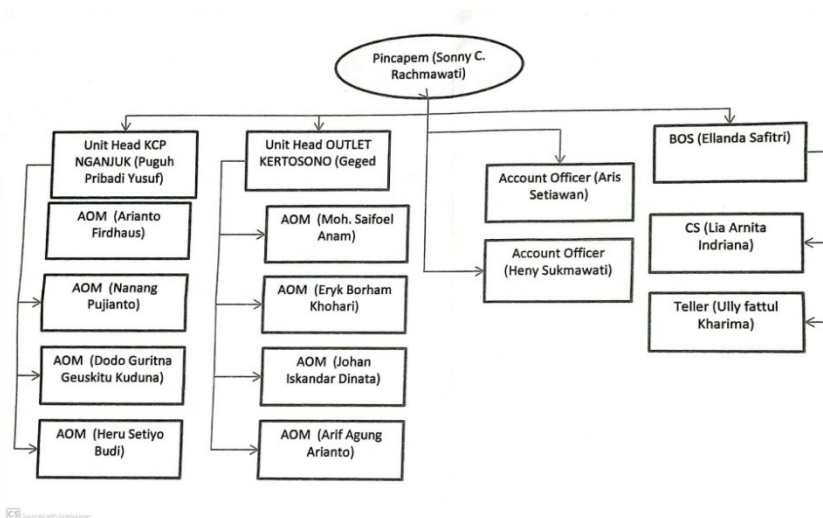 Pincapem (Sonny C.
Rachmawati)
Unit Head KCP
NGANJUK (Puguh
Pribadi Yusuf)
Unit Head OUTLET
KERTOSONO (Geged
BOS (Ellanda Safitri)
Account Officer (Aris
Setiawan)
AOM (Arianto
Firdhaus)
AOM (Moh. Saifoel
Anam)
CS (Lia Arnita
Indriana)
Account Officer
(Heny Sukmawati)
AOM (Nanang
Pujianto)
AOM (Eryk Borham
Khohari)
Teller (Ully fattul
Kharima)
AOM (Dodo Guritna
Geuskitu Kuduna)
AOM (Johan
Iskandar Dinata)
AOM (Heru Setiyo
Budi)
AOM (Arif Agung
Arianto)
CS